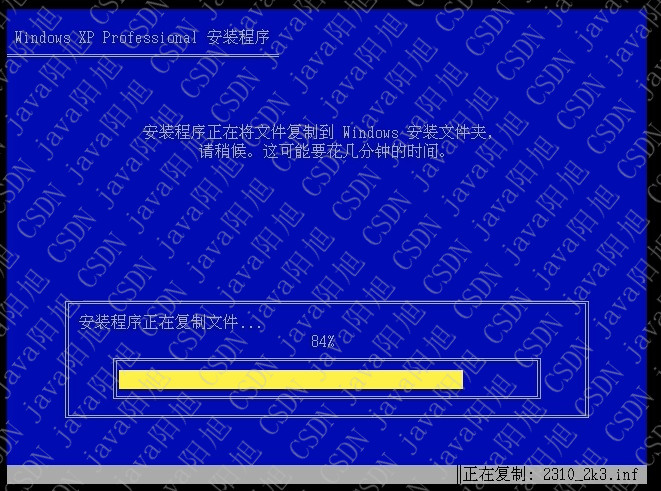 Windows XP Professional 安装程序
安装程序正在将文件复制到 Windows 安装文件夹,
请稍候。这可能要花几分钟的时间。
安装程序正在复制文件...
84%
正在复制: 2310_2k3.inf
CSDN java阳旭